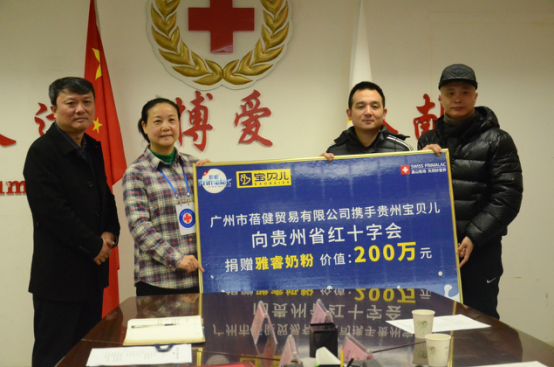 博爱
宝贝儿
SWISS PRIMALAC
广州市蓓健贸易有限公司携手贵州宝贝儿
向贵州省红十字会
捐赠雅睿奶粉 价值:200万元